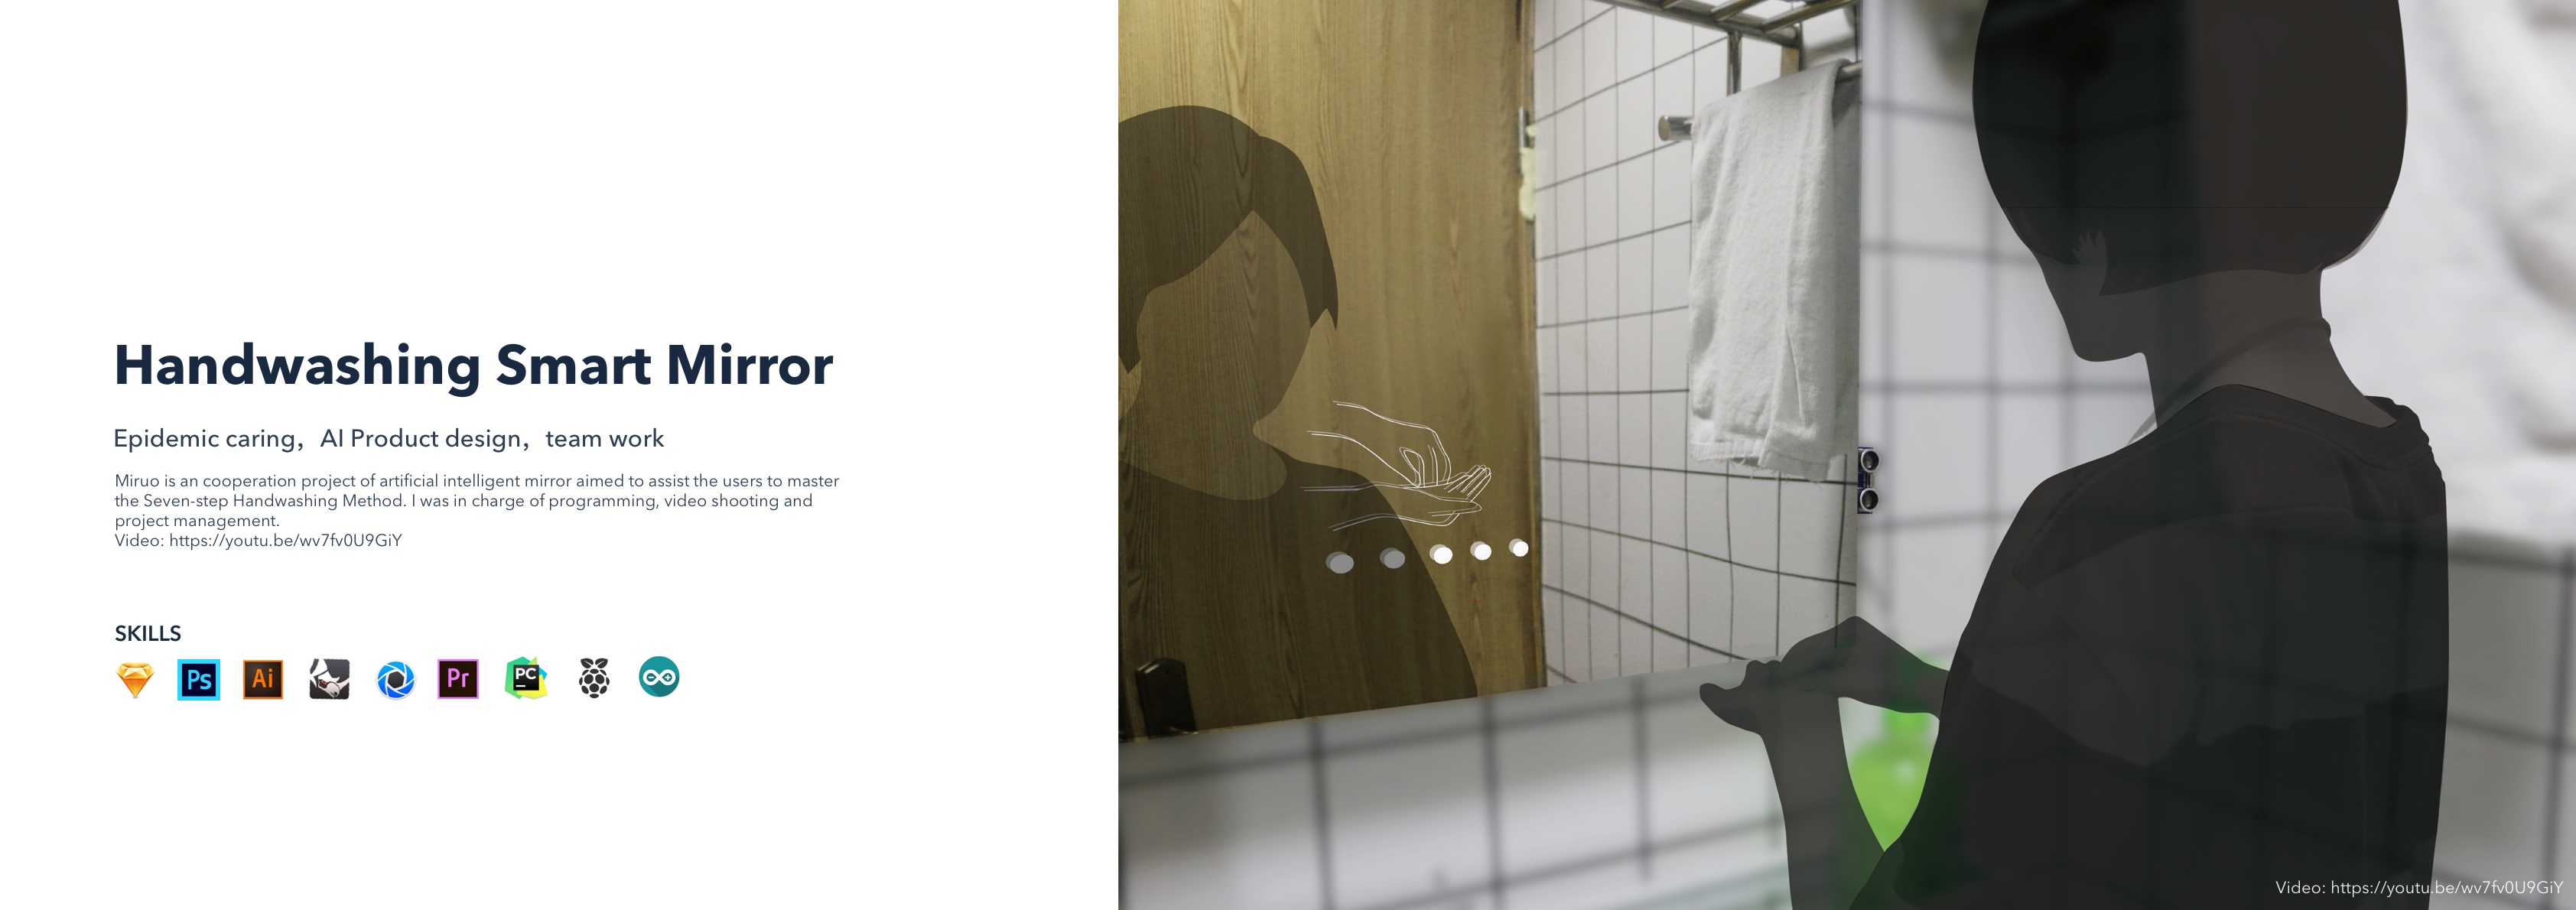 Handwashing Smart Mirror
Epidemic caring，AI Product design，team work
Miruo is an cooperation project of artificial intelligent mirror aimed to assist the users to master
the Seven-step Handwashing Method. I was in charge of programming, video shooting and
project management.
Video: https://youtu.be/wv7fv0U9GiY
SKILLS
Ps Ai Pr PC
Video: https://youtu.be/wv7fv0U9GiY